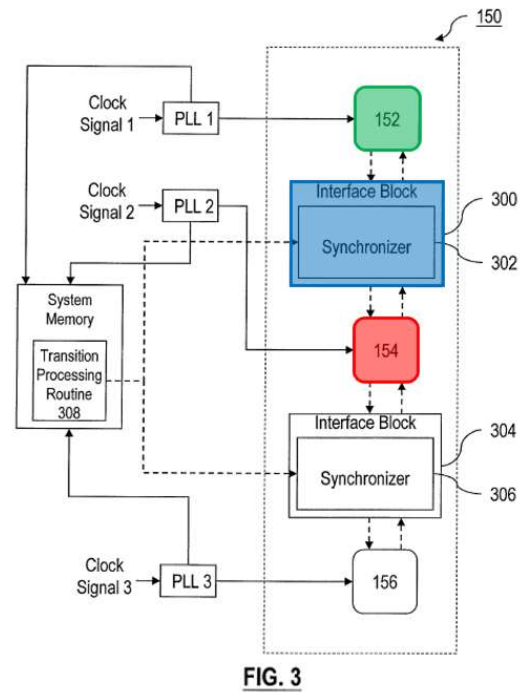 150
Clock
Signal 1
PLL 1
152
Clock
Signal 2
PLL 2
Interface Block
300
Synchronizer
302
System
Memory
Transition
Processing
Routine
308
154
Interface Block
304
Synchronizer
306
Clock
Signal 3
PLL 3
156
FIG. 3